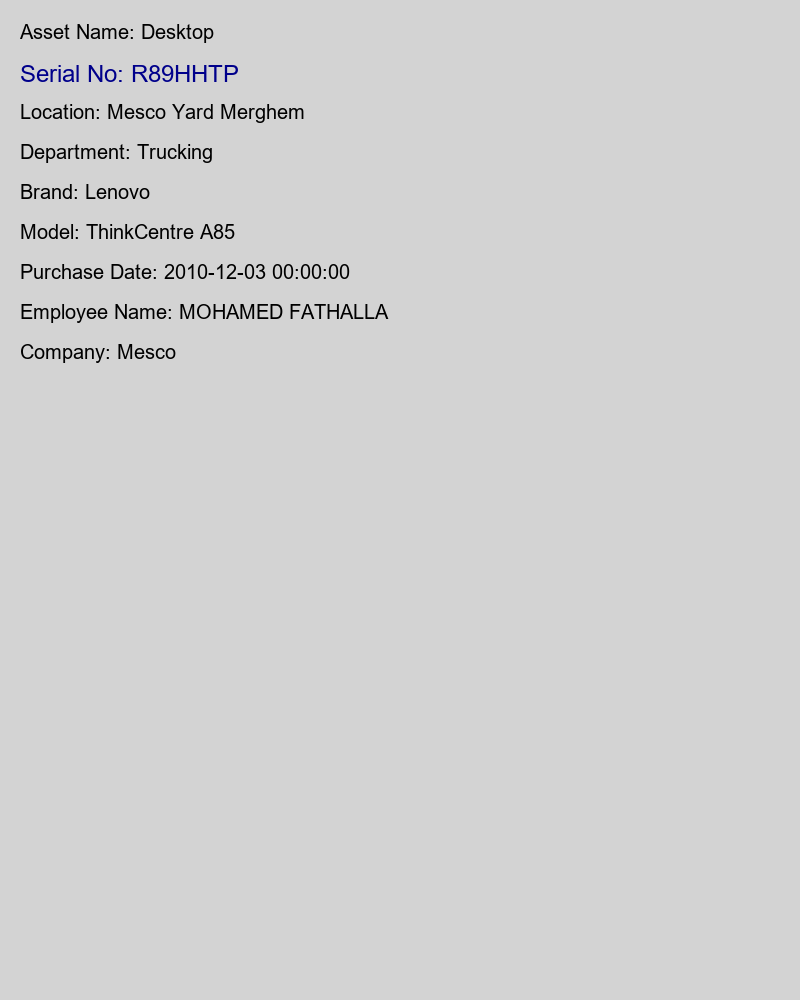 Asset Name: Desktop
Serial No: R89HHTP
Location: Mesco Yard Merghem
Department: Trucking
Brand: Lenovo
Model: ThinkCentre A85
Purchase Date: 2010-12-03 00:00:00
Employee Name: MOHAMED FATHALLA
Company: Mesco